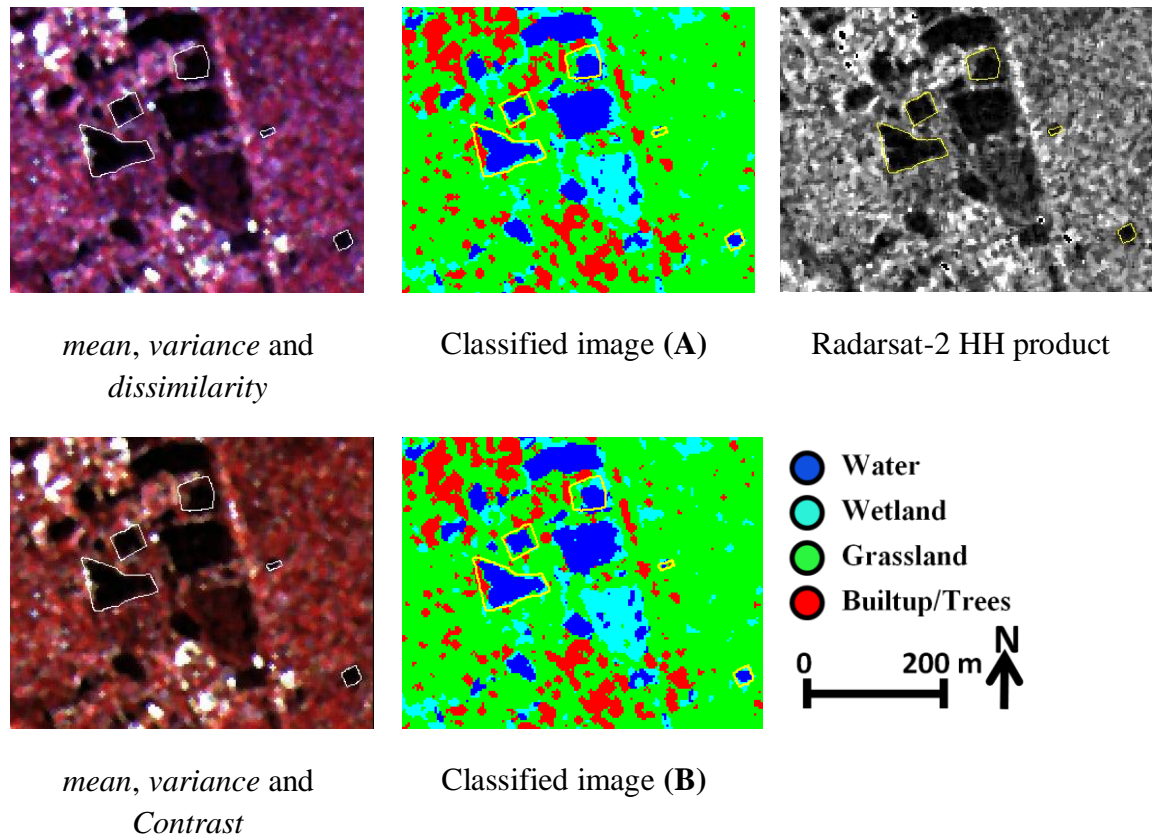 mean, variance and
dissimilarity
Classified image (A)
Radarsat-2 HH product
mean, variance and
Contrast
Classified image (B)
Water
Wetland
Grassland
Builtup/Trees
0 200 m N